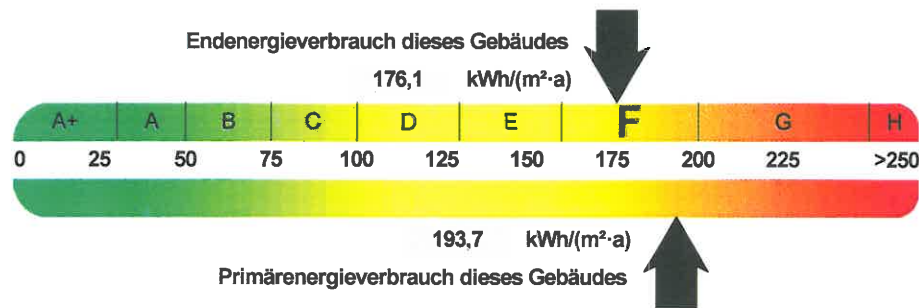 Endenergieverbrauch dieses Gebäudes
176,1 kWh/(m²·a)
A+ A B C D E F G H
0 25 50 75 100 125 150 175 200 225 >250
193,7 kWh/(m²·a)
Primärenergieverbrauch dieses Gebäudes